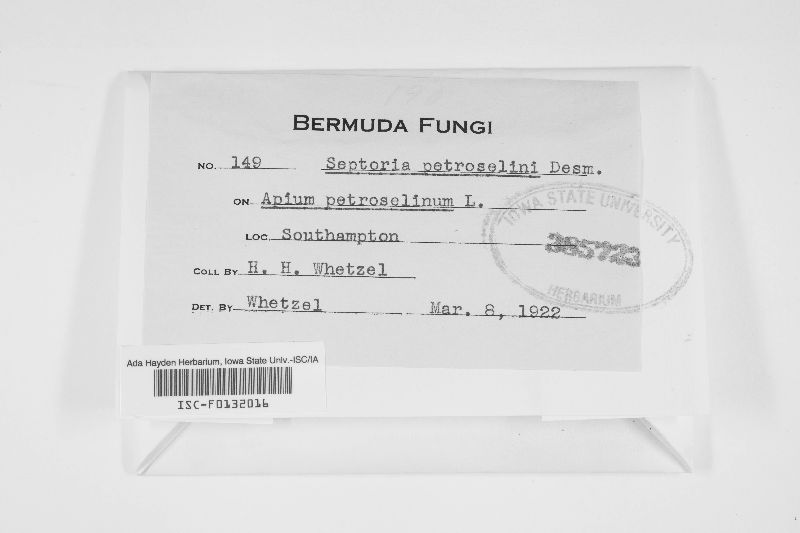 BERMUDA FUNGI
NO. 149 Septoria petroselini Desm.
ON Apium petroselinum L.
LOC. Southampton
COLL BY H. H. Whetzel
DET. BY Whetzel Mar. 8, 1922
IOWA STATE UNIVERSITY
385723
HERBARIUM
Ada Hayden Herbarium, Iowa State Univ.-ISC/IA
ISC-F0132016